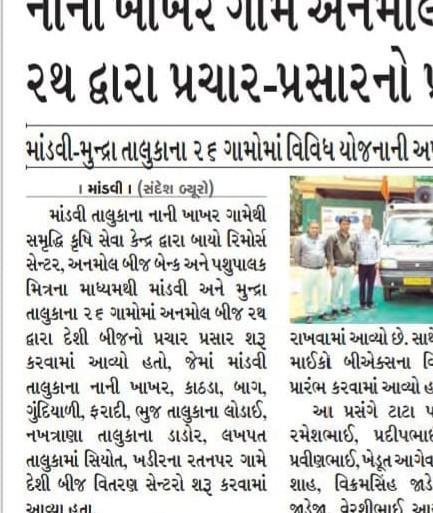 નાના ખાખર ગામે અનમોલ
રથ દ્વારા પ્રચાર-પ્રસારનો
માંડવી-મુન્દ્રા તાલુકાના ૨૬ ગામોમાં વિવિધ યોજનાની
। માંડવી । (સંદેશ બ્યૂરો)
માંડવી તાલુકાના નાની ખાખર ગામેથી
સમૃદ્ધિ કૃષિ સેવા કેન્દ્ર દ્વારા બાયો રિમોર્સ
સેન્ટર, અનમોલ બીજ બેન્ક અને પશુપાલક
મિત્રના માધ્યમથી માંડવી અને મુન્દ્રા
તાલુકાના ૨૬ ગામોમાં અનમોલ બીજ રથ
દ્વારા દેશી બીજનો પ્રચાર પ્રસાર શરૂ
કરવામાં આવ્યો હતો, જેમાં માંડવી
તાલુકાના નાની ખાખર, કાઠડા, બાગ,
ગુંદિયાળી, ફરાદી, ભુજ તાલુકાના લોડાઈ,
નખત્રાણા તાલુકાના ડાડોર, લખપત
તાલુકામાં સિયોત, ખડીરના રતનપર ગામે
દેશી બીજ વિતરણ સેન્ટરો શરૂ કરવામાં
આવ્યા હતા.
રાખવામાં આવ્યો છે. સાથે
માઈકો બીએક્સના
પ્રારંભ કરવામાં આવ્યો
આ પ્રસંગે ટાટા
રમેશભાઈ, પ્રદીપભાઈ
પ્રવીણભાઈ, ખેડૂત
શાહ, વિક્રમસિંહ
જાડેજા, વેરશીભાઈ